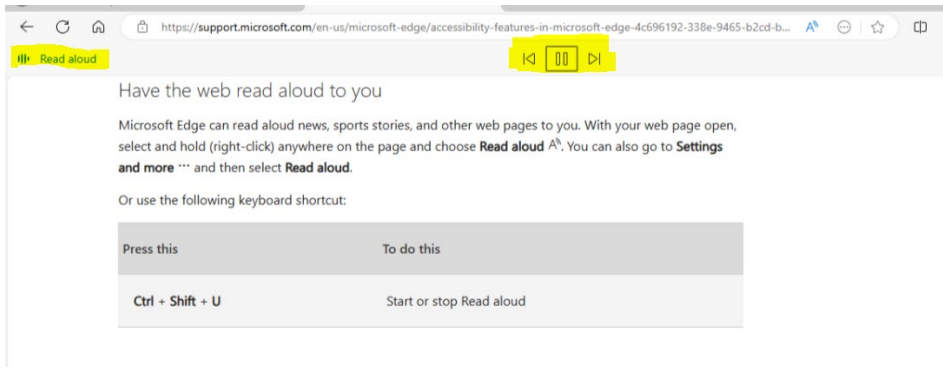 https://support.microsoft.com/en-us/microsoft-edge/accessibility-features-in-microsoft-edge-4c696192-338e-9465-b2cd-b...
Read aloud
Have the web read aloud to you
Microsoft Edge can read aloud news, sports stories, and other web pages to you. With your web page open,
select and hold (right-click) anywhere on the page and choose Read aloud A. You can also go to Settings
and more ··· and then select Read aloud.
Or use the following keyboard shortcut:
Press this To do this
Ctrl + Shift + U Start or stop Read aloud